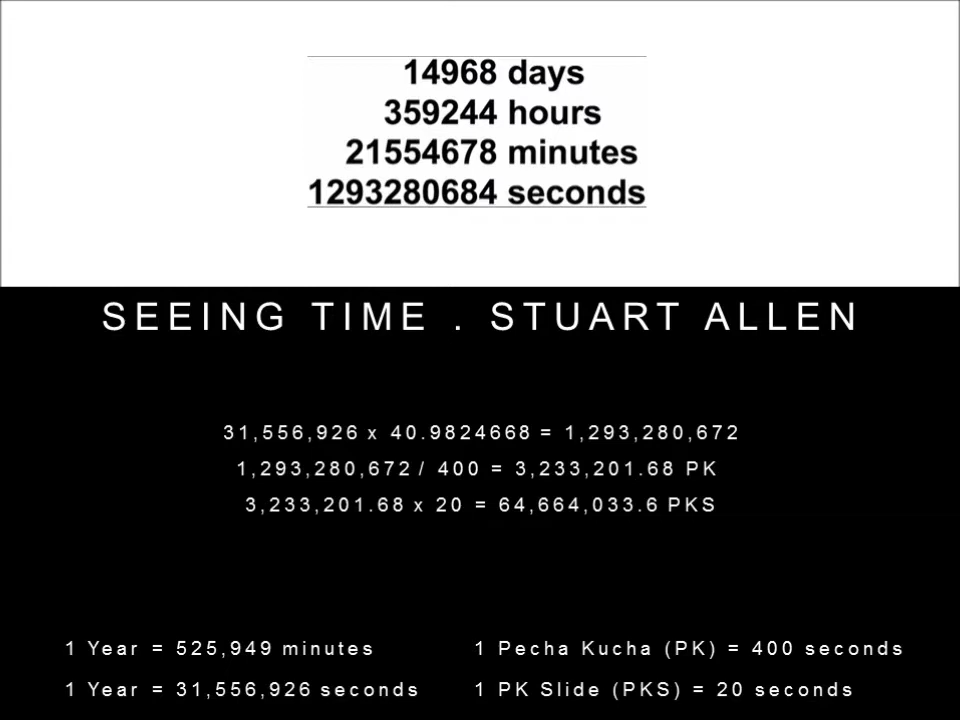 14968 days
359244 hours
21554678 minutes
1293280684 seconds
SEEING TIME . STUART ALLEN
31,556,926 x 40.9824668 = 1,293,280,672
1,293,280,672 / 400 = 3,233,201.68 PK
3,233,201.68 x 20 = 64,664,033.6 PKS
1 Year = 525,949 minutes
1 Pecha Kucha (PK) = 400 seconds
1 Year = 31,556,926 seconds
1 PK Slide (PKS) = 20 seconds